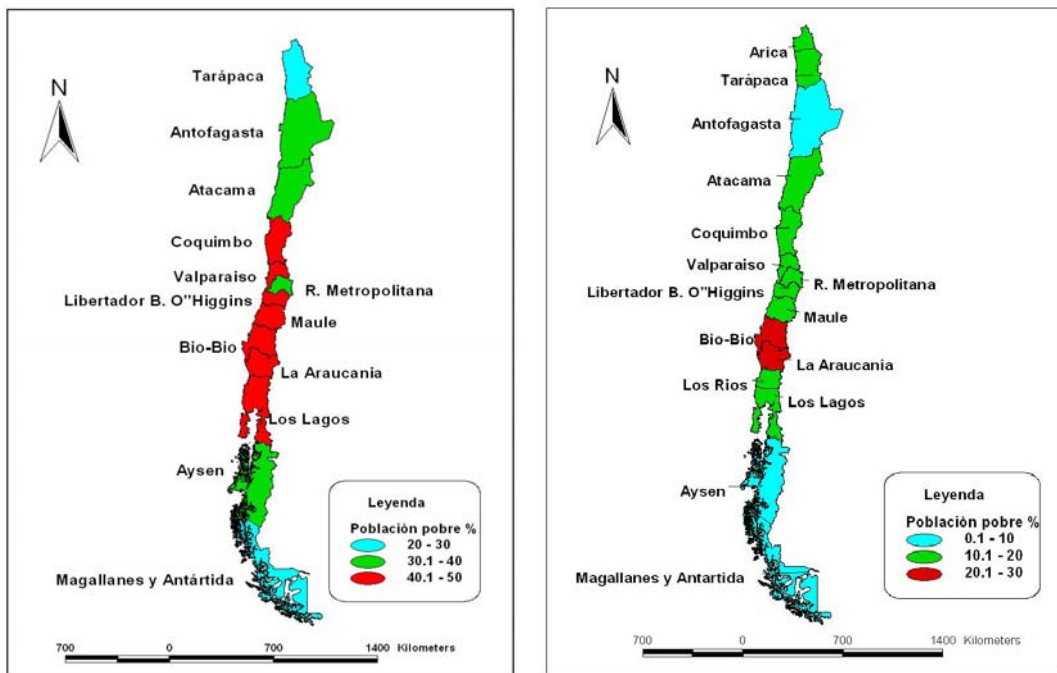 N
Tarápaca
Antofagasta
Atacama
Coquimbo
Valparaiso
R. Metropolitana
Libertador B. O"Higgins
Maule
Bio-Bio
La Araucania
Los Lagos
Aysen
Magallanes y Antártida
Leyenda
Población pobre %
20 - 30
30.1 - 40
40.1 - 50
700 0 700 1400 Kilometers
N
Arica
Tarápaca
Antofagasta
Atacama
Coquimbo
Valparaiso
R. Metropolitana
Libertador B. O"Higgins
Maule
Bio-Bio
La Araucania
Los Rios
Los Lagos
Aysen
Magallanes y Antartida
Leyenda
Población pobre %
0.1 - 10
10.1 - 20
20.1 - 30
700 0 700 1400 Kilometers